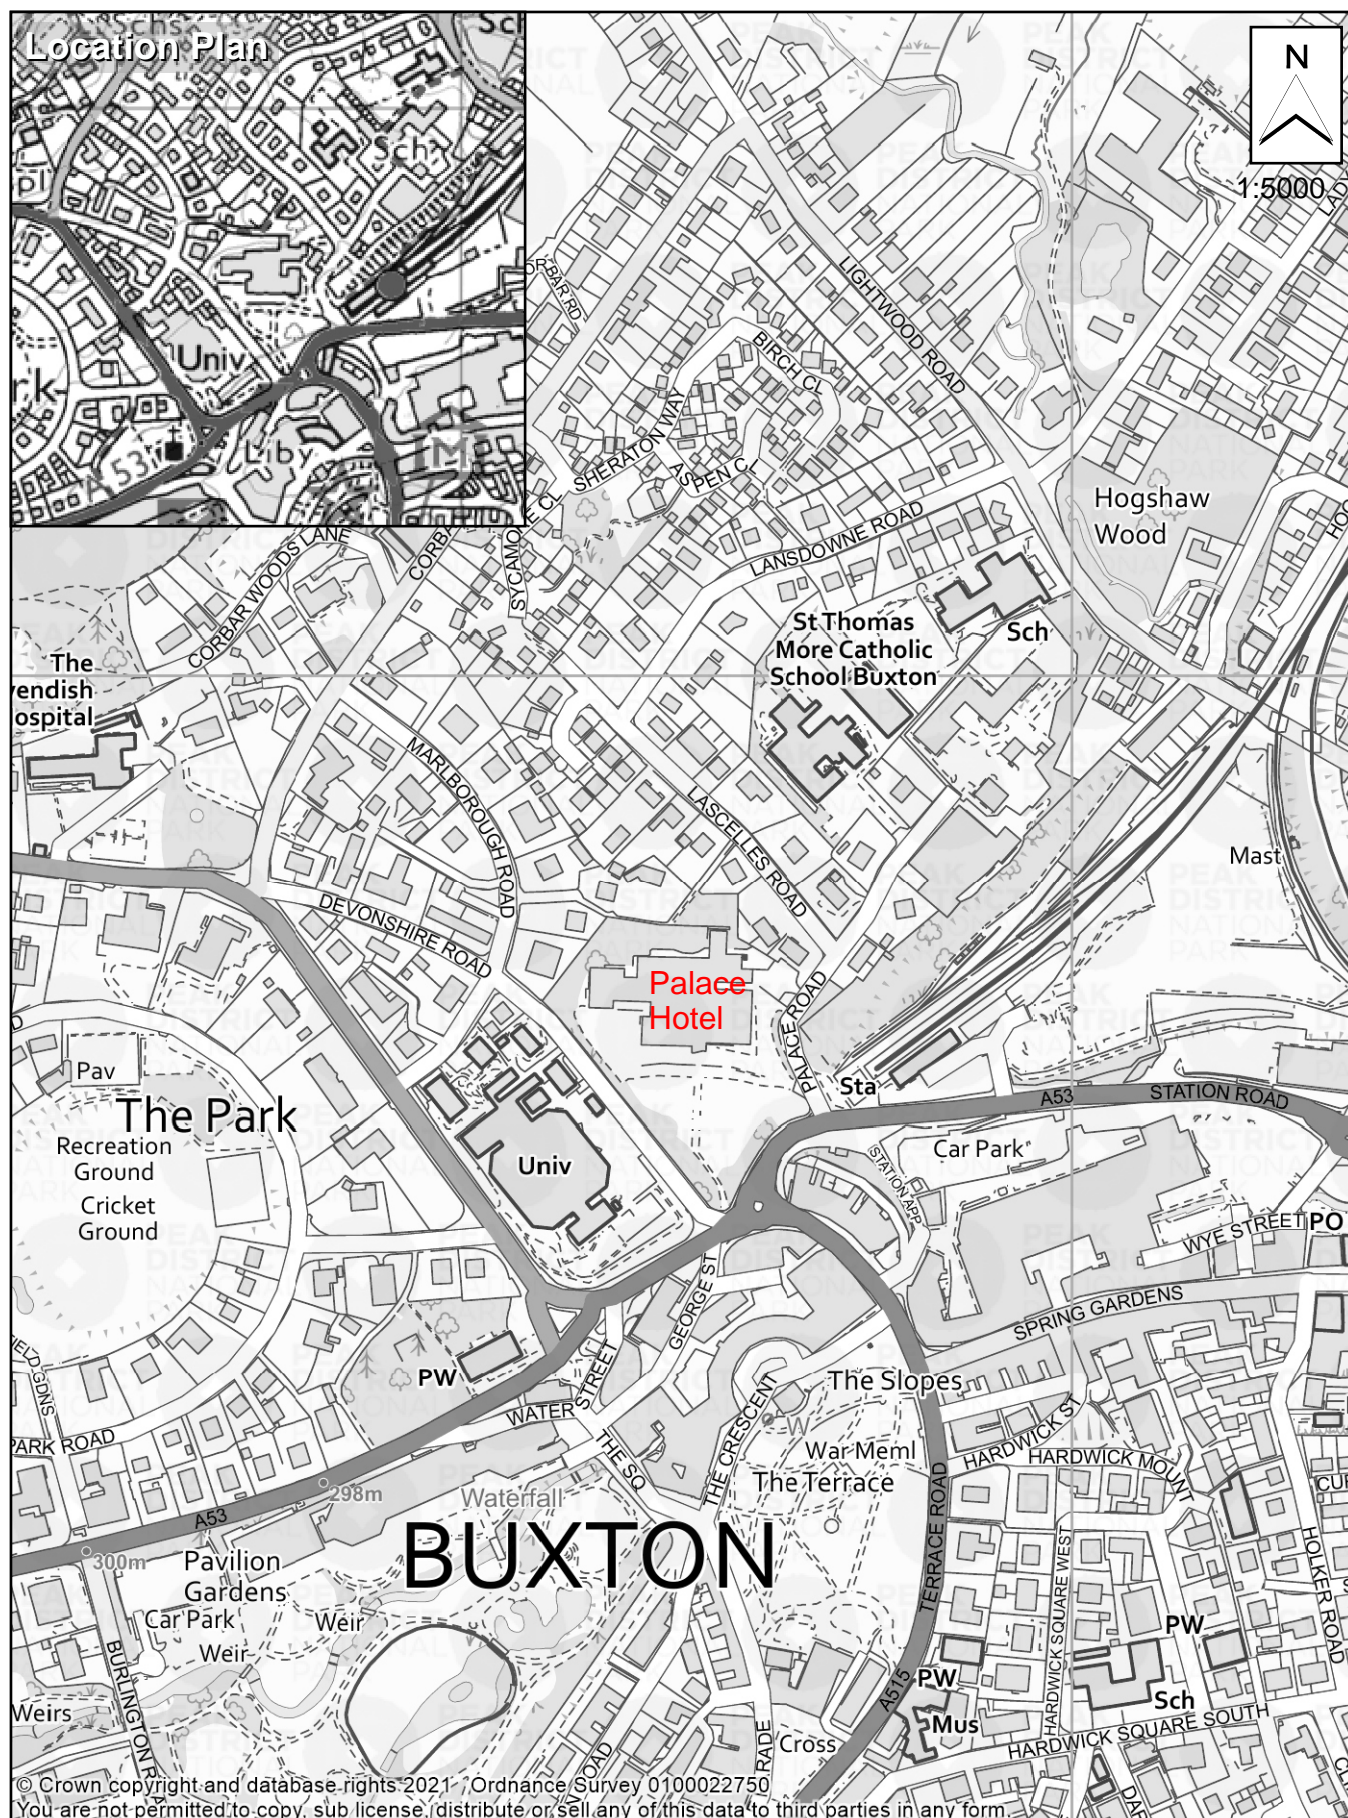 Location Plan
Sch
Sch
Univ
Liby
A 53
M
N
1:5000
LIGHTWOOD ROAD
BIRCH CL
SHERATON WAY
ASPEN CL
BAR RD
LANSDOWNE ROAD
Hogshaw
Wood
CORBAR WOODS LANE
The
vendish
ospital
St Thomas
More Catholic
School Buxton
Sch
MARLBOROUGH ROAD
LASCELLES ROAD
DEVONSHIRE ROAD
Mast
Palace
Hotel
PALACE ROAD
Sta
A53
STATION ROAD
Pav
The Park
Recreation
Ground
Cricket
Ground
Univ
Car Park
STATION APP
WYE STREET
PO
GEORGE ST
SPRING GARDENS
PW
WATER STREET
The Slopes
THE CRESCENT
W
War Meml
The Terrace
HARDWICK ST
HARDWICK MOUNT
PARK ROAD
THE SQ
298m
Waterfall
A53
300m
BUXTON
Pavilion
Gardens
Car Park
Weir
Weir
Weirs
TERRACE ROAD
HARDWICK SQUARE WEST
HOLKER ROAD
PW
PW
A515
Sch
Mus
HARDWICK SQUARE SOUTH
Cross
© Crown copyright and database rights 2021 Ordnance Survey 0100022750
You are not permitted to copy, sub license, distribute or sell any of this data to third parties in any form.